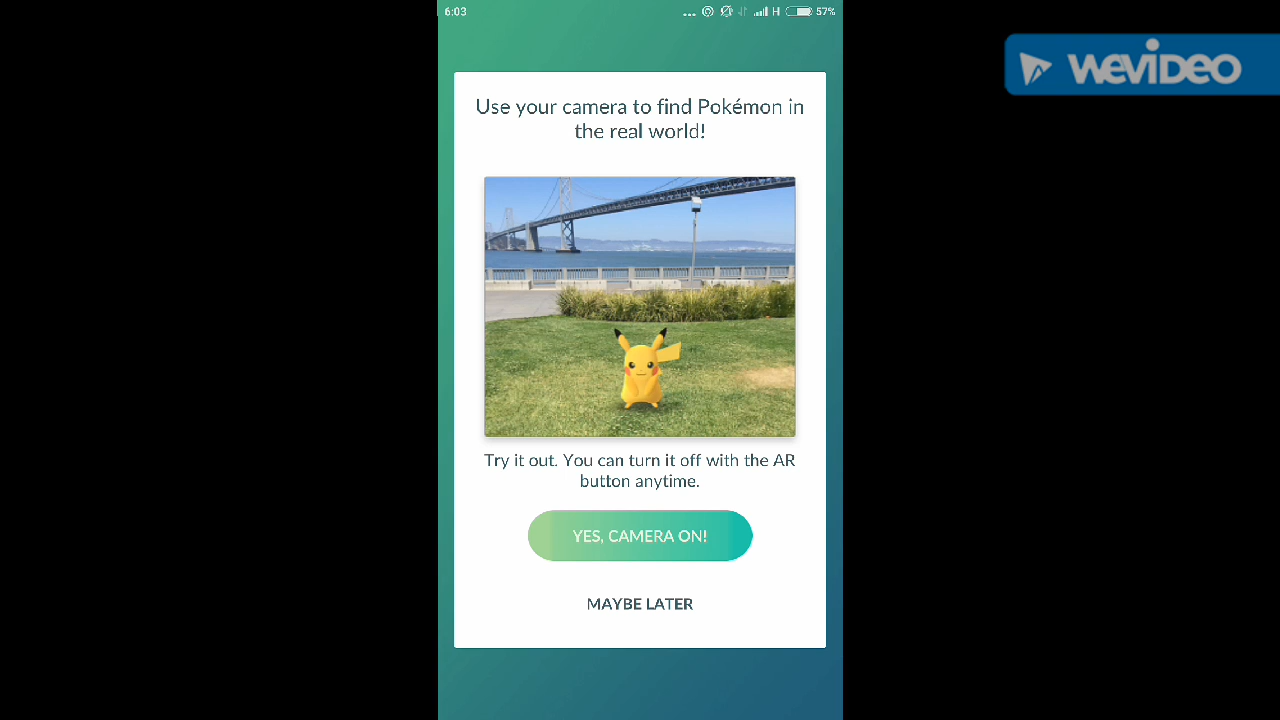 6:03
... H 57%
WEVIDEO
Use your camera to find Pokémon in
the real world!
Try it out. You can turn it off with the AR
button anytime.
YES, CAMERA ON!
MAYBE LATER